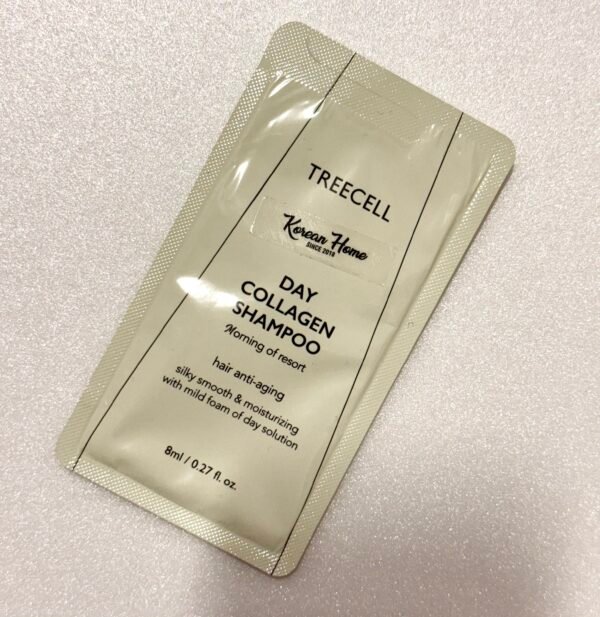 TREECELL
Korean Home
SINCE 2018
DAY
COLLAGEN
SHAMPOO
Morning of resort
hair anti-aging
silky smooth & moisturizing
with mild foam of day solution
8ml / 0.27 fl. oz.